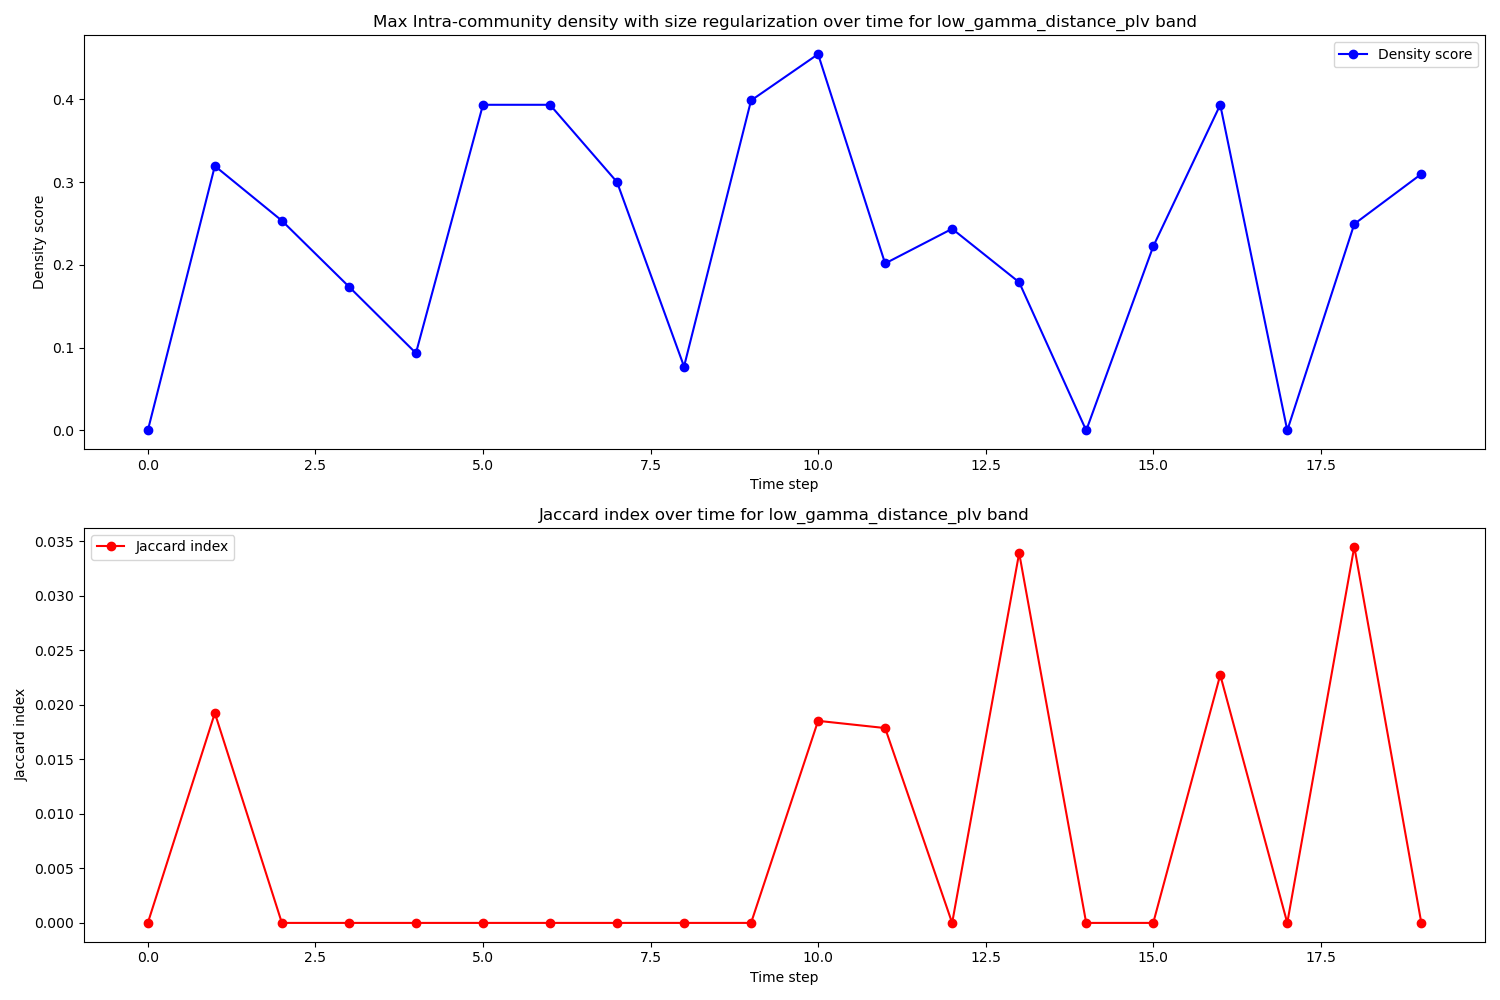 Max Intra-community density with size regularization over time for low_gamma_distance_plv band
Density score
0.4
0.3
0.2
0.1
0.0
Density score
0.0 2.5 5.0 7.5 10.0 12.5 15.0 17.5
Time step
Jaccard index over time for low_gamma_distance_plv band
Jaccard index
0.035
0.030
0.025
0.020
0.015
0.010
0.005
0.000
Jaccard index
0.0 2.5 5.0 7.5 10.0 12.5 15.0 17.5
Time step